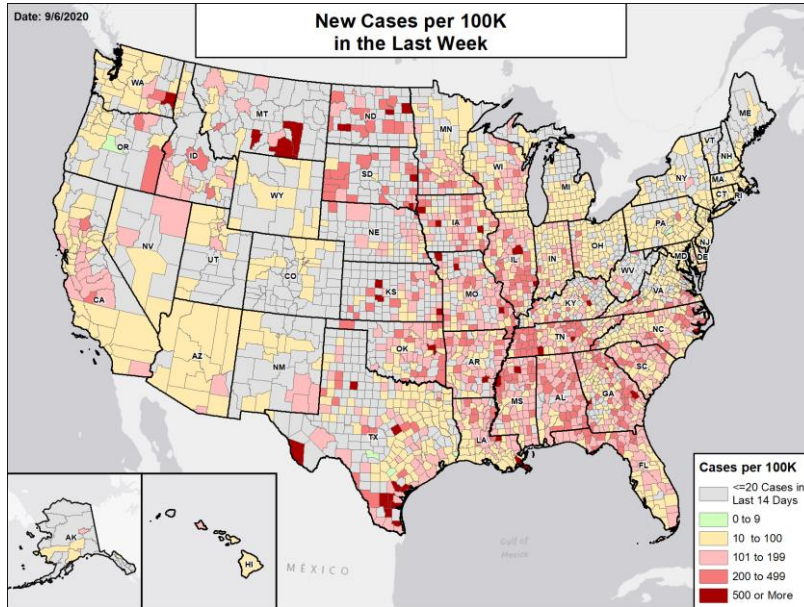 Date: 9/6/2020
New Cases per 100K
in the Last Week
WA
MT
ND
MN
ME
OR
ID
SD
WI
VT
NH
WY
MI
NY
MA
CT
RI
NV
UT
CO
NE
IA
IL
IN
OH
PA
NJ
MD
DE
CA
KS
MO
KY
WV
VA
AZ
NM
OK
AR
TN
NC
SC
TX
LA
MS
AL
GA
FL
AK
HI
MÉXICO
Gulf of
Mexico
Cases per 100K
<=20 Cases in
Last 14 Days
0 to 9
10 to 100
101 to 199
200 to 499
500 or More